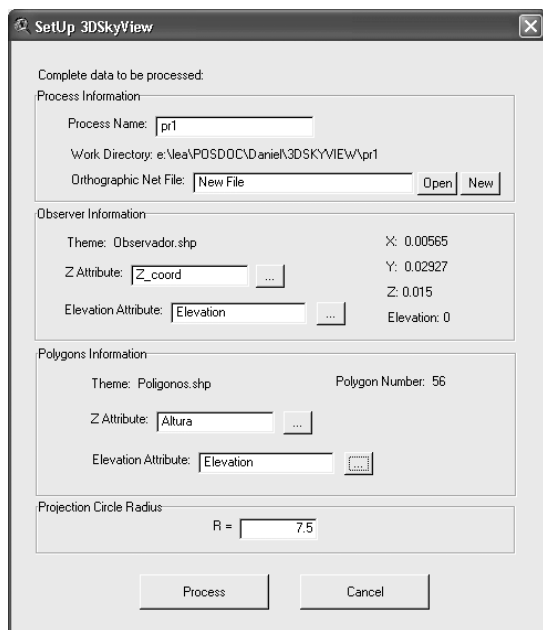 SetUp 3DSkyView
Complete data to be processed:
Process Information
Process Name: pr1
Work Directory: e:\lea\POSDOC\Daniel\3DSKYVIEW\pr1
Orthographic Net File: New File Open New
Observer Information
Theme: Observador.shp X: 0.00565
Y: 0.02927
Z Attribute: Z_coord ...
Z: 0.015
Elevation Attribute: Elevation ... Elevation: 0
Polygons Information
Theme: Poligonos.shp Polygon Number: 56
Z Attribute: Altura ...
Elevation Attribute: Elevation ...
Projection Circle Radius
R = 7.5
Process Cancel